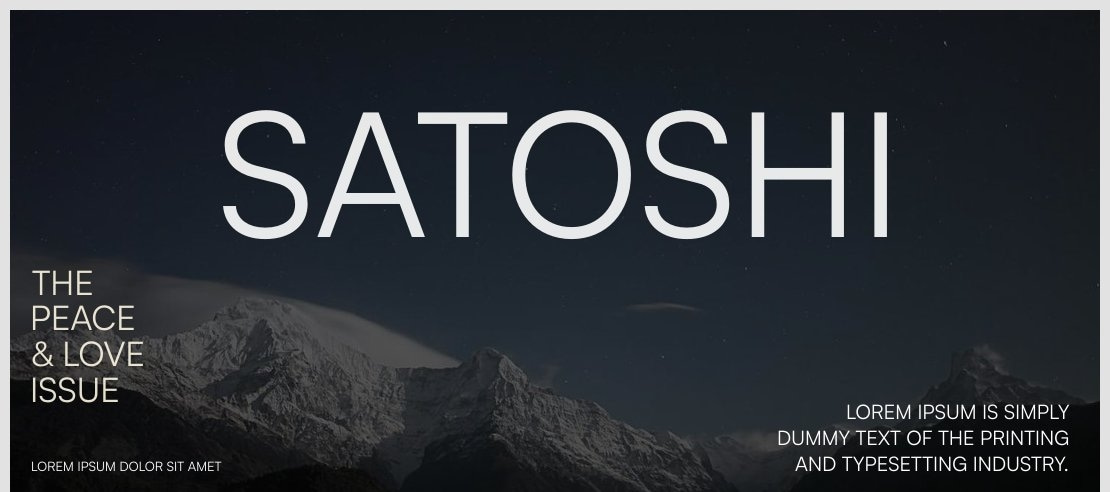 SATOSHI
THE
PEACE
& LOVE
ISSUE
LOREM IPSUM DOLOR SIT AMET
LOREM IPSUM IS SIMPLY
DUMMY TEXT OF THE PRINTING
AND TYPESETTING INDUSTRY.